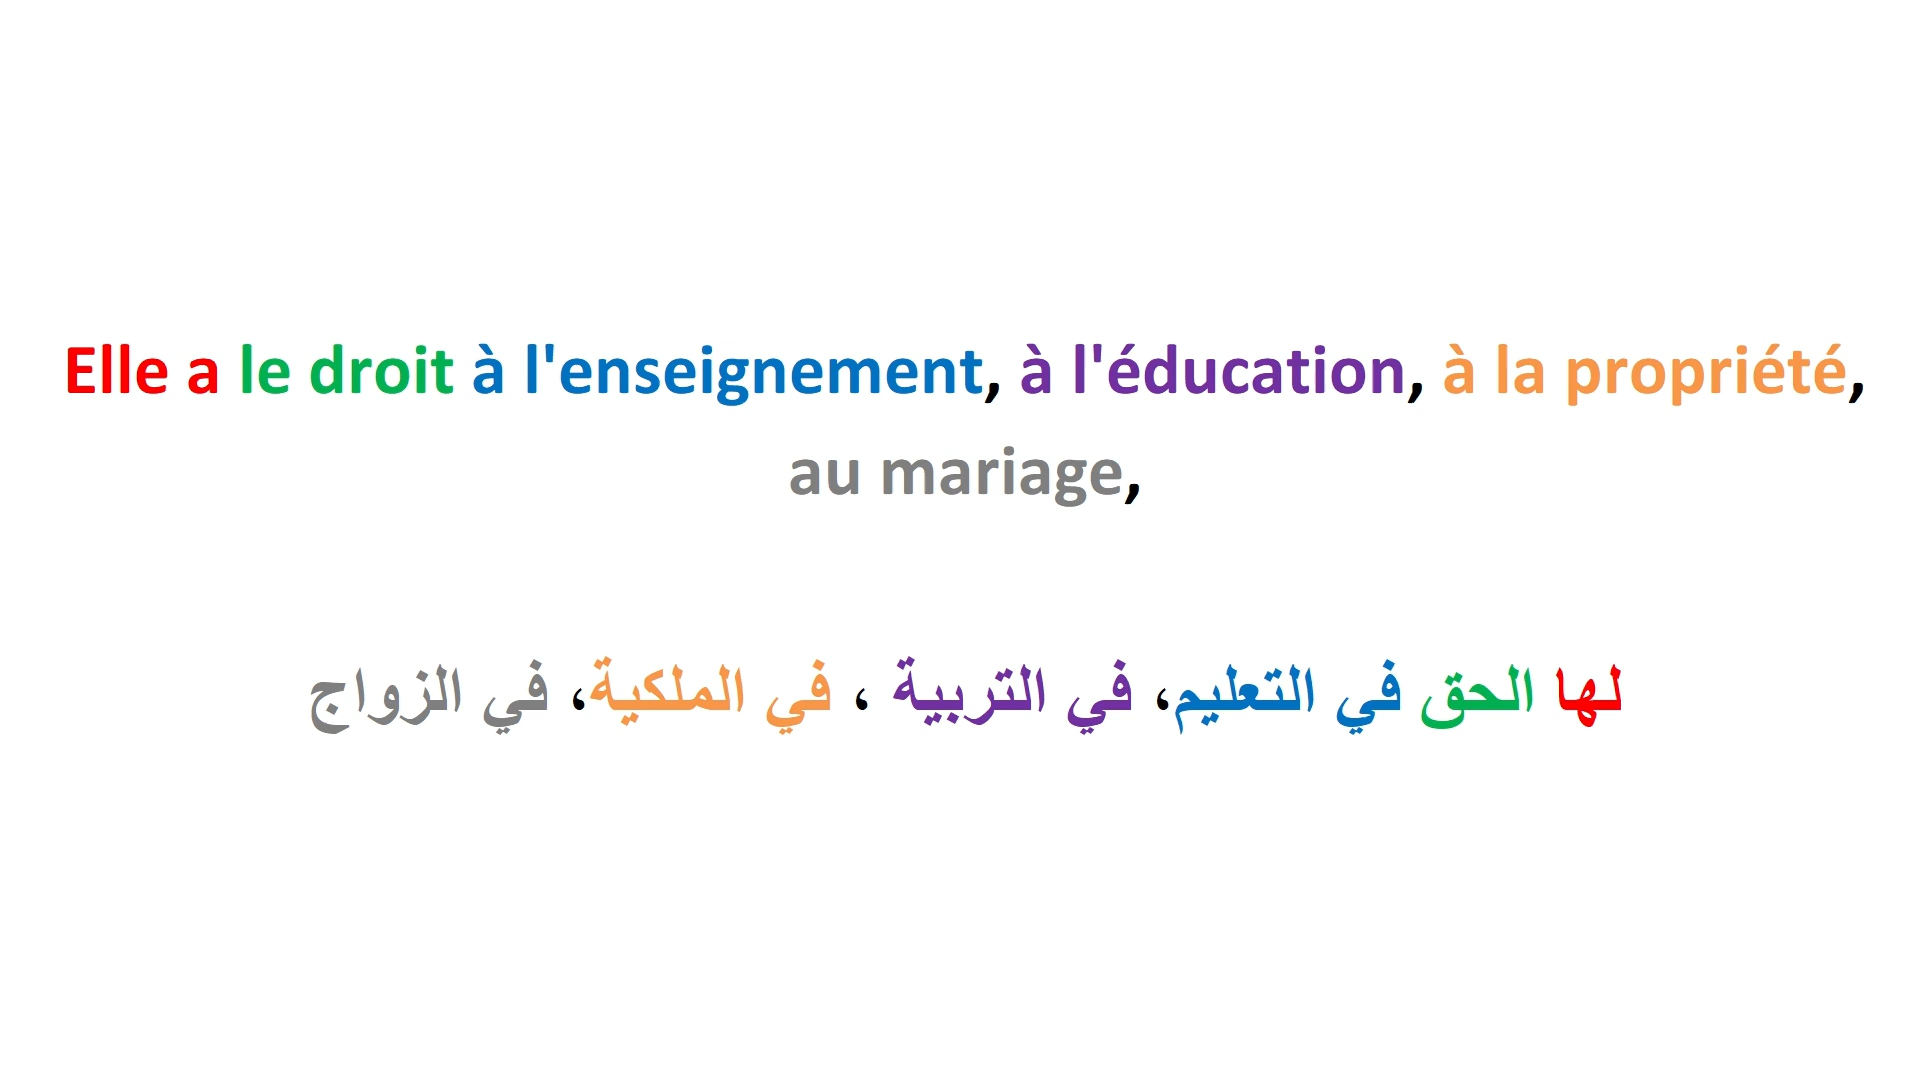 Elle a le droit à l'enseignement, à l'éducation, à la propriété,
au mariage,
لها الحق في التعليم، في التربية ، في الملكية، في الزواج